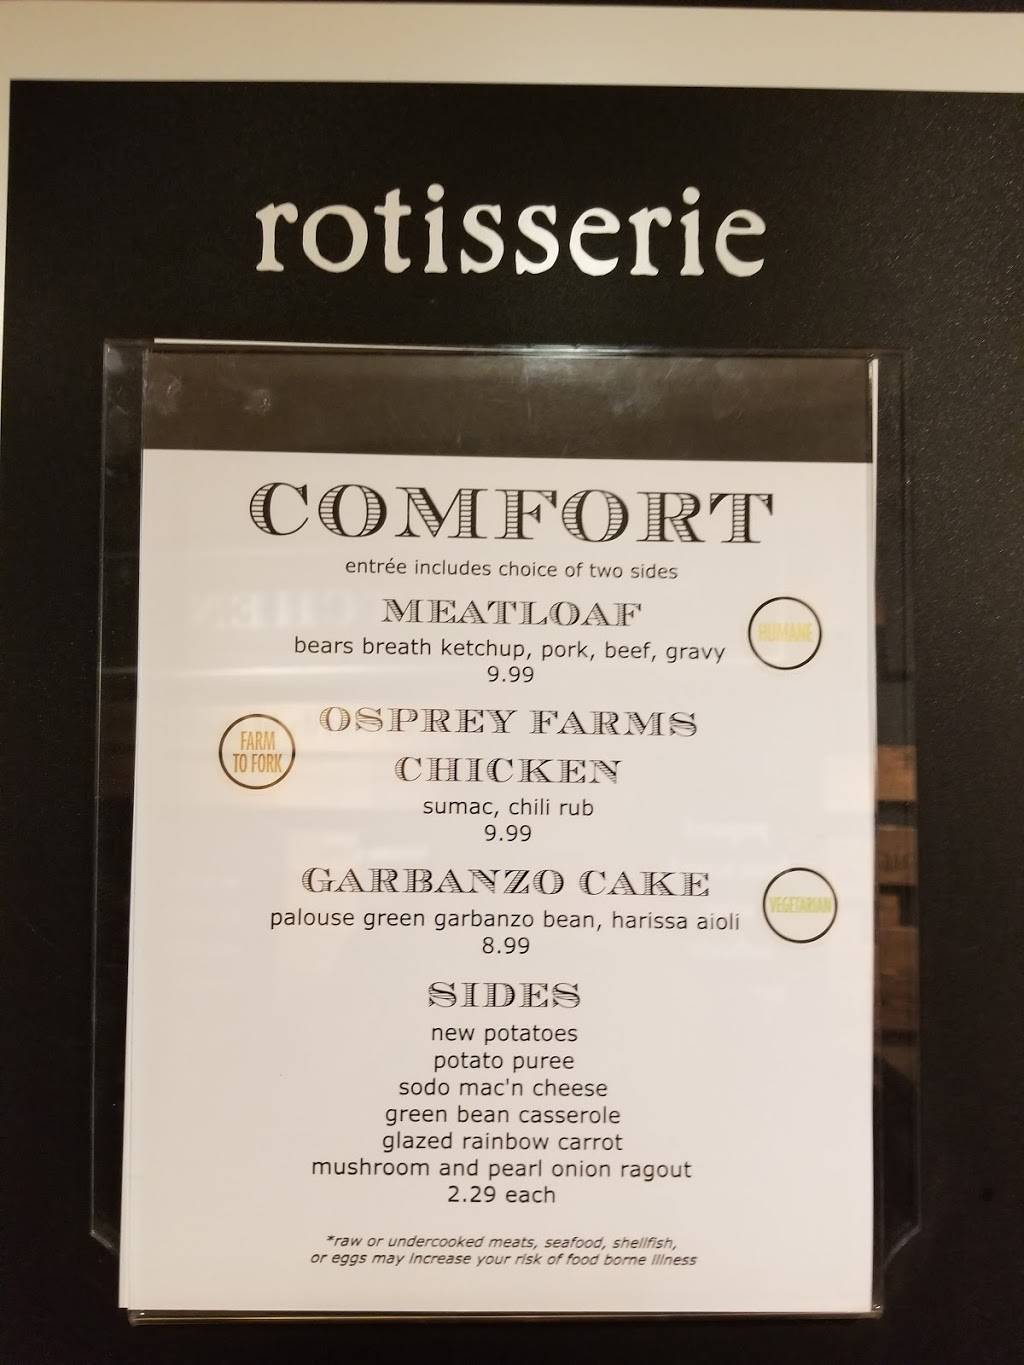 rotisserie
COMFORT
entrée includes choice of two sides
MEATLOAF
HUMANE
bears breath ketchup, pork, beef, gravy
9.99
OSPREY FARMS
FARM
TO FORK
CHICKEN
sumac, chili rub
9.99
GARBANZO CAKE
VEGETARIAN
palouse green garbanzo bean, harissa aioli
8.99
SIDES
new potatoes
potato puree
sodo mac'n cheese
green bean casserole
glazed rainbow carrot
mushroom and pearl onion ragout
2.29 each
*raw or undercooked meats, seafood, shellfish,
or eggs may increase your risk of food borne illness